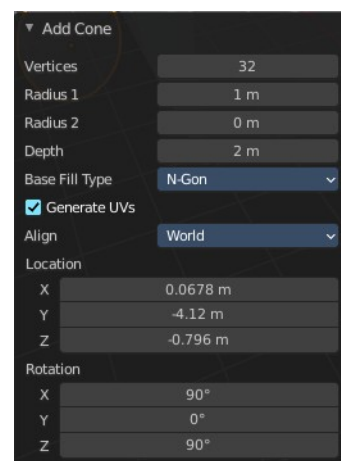 Add Cone
Vertices 32
Radius 1 1 m
Radius 2 0 m
Depth 2 m
Base Fill Type N-Gon
Generate UVs
Align World
Location
X 0.0678 m
Y -4.12 m
Z -0.796 m
Rotation
X 90°
Y 0°
Z 90°